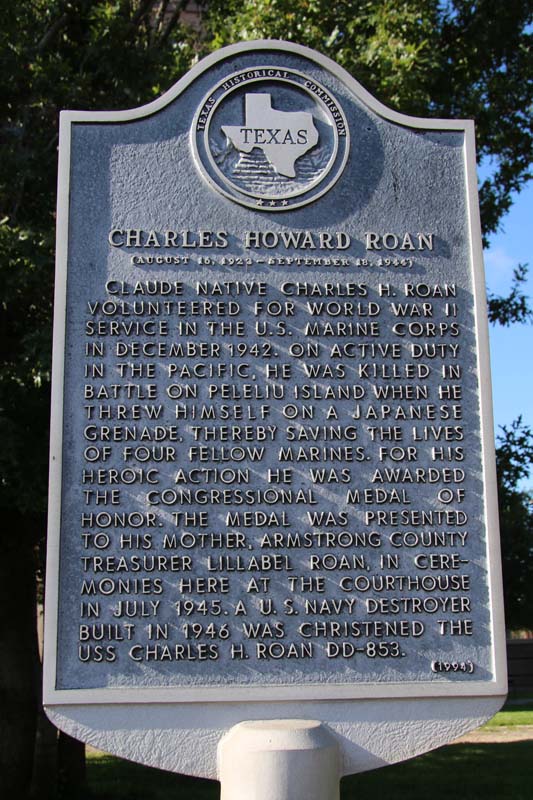 TEXAS HISTORICAL COMMISSION
TEXAS
CHARLES HOWARD ROAN
(AUGUST 16, 1923 – SEPTEMBER 18, 1944)
CLAUDE NATIVE CHARLES H. ROAN
VOLUNTEERED FOR WORLD WAR II
SERVICE IN THE U.S. MARINE CORPS
IN DECEMBER 1942. ON ACTIVE DUTY
IN THE PACIFIC, HE WAS KILLED IN
BATTLE ON PELELIU ISLAND WHEN HE
THREW HIMSELF ON A JAPANESE
GRENADE, THEREBY SAVING THE LIVES
OF FOUR FELLOW MARINES. FOR HIS
HEROIC ACTION HE WAS AWARDED
THE CONGRESSIONAL MEDAL OF
HONOR. THE MEDAL WAS PRESENTED
TO HIS MOTHER, ARMSTRONG COUNTY
TREASURER LILLABEL ROAN, IN CERE-
MONIES HERE AT THE COURTHOUSE
IN JULY 1945. A U.S. NAVY DESTROYER
BUILT IN 1946 WAS CHRISTENED THE
USS CHARLES H. ROAN DD-853.
(1994)